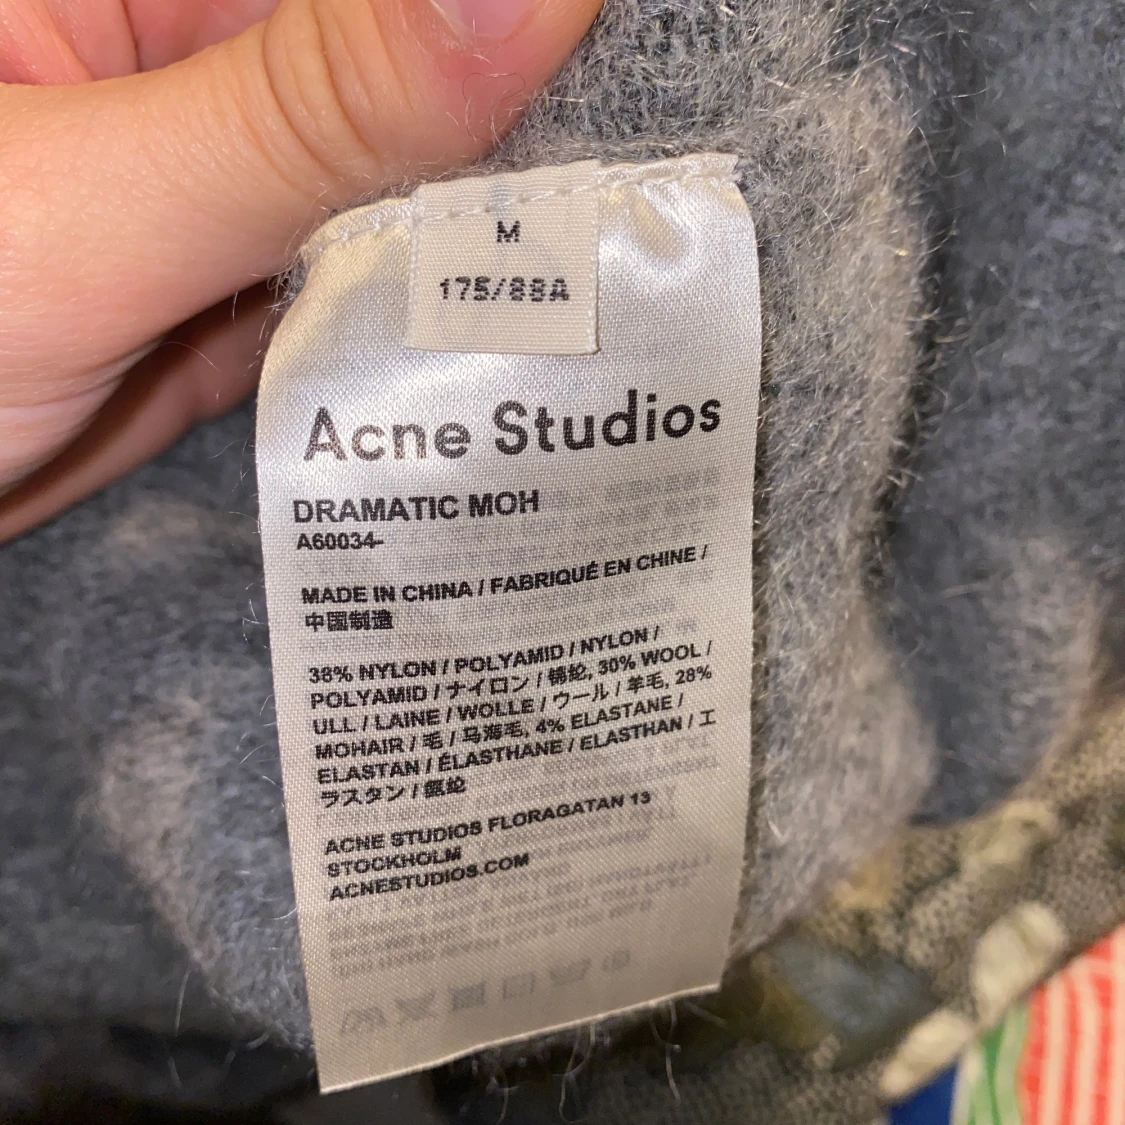 M
175/88A
Acne Studios
DRAMATIC MOH
A60034-
MADE IN CHINA / FABRIQUÉ EN CHINE /
中国制造
38% NYLON / POLYAMID / NYLON /
POLYAMID / ナイロン / 锦纶, 30% WOOL /
ULL / LAINE / WOLLE / ウール / 羊毛, 28%
MOHAIR / 毛 / 马海毛, 4% ELASTANE /
ELASTAN / ÉLASTHANE / ELASTHAN / エ
ラスタン / 氨纶
ACNE STUDIOS FLORAGATAN 13
STOCKHOLM
ACNESTUDIOS.COM